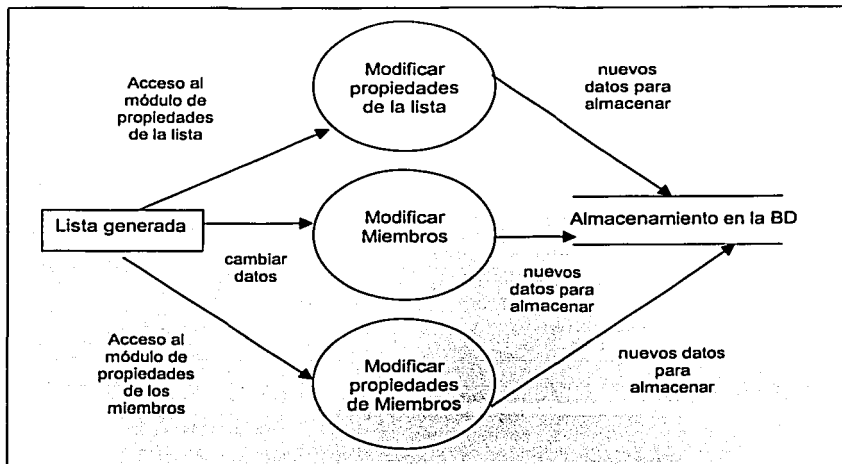 Acceso al
módulo de
propiedades
de la lista
Modificar
propiedades
de la lista
nuevos
datos para
almacenar
Lista generada
cambiar
datos
Modificar
Miembros
Almacenamiento en la BD
nuevos
datos para
almacenar
Acceso al
módulo de
propiedades
de los
miembros
Modificar
propiedades
de Miembros
nuevos datos
para
almacenar